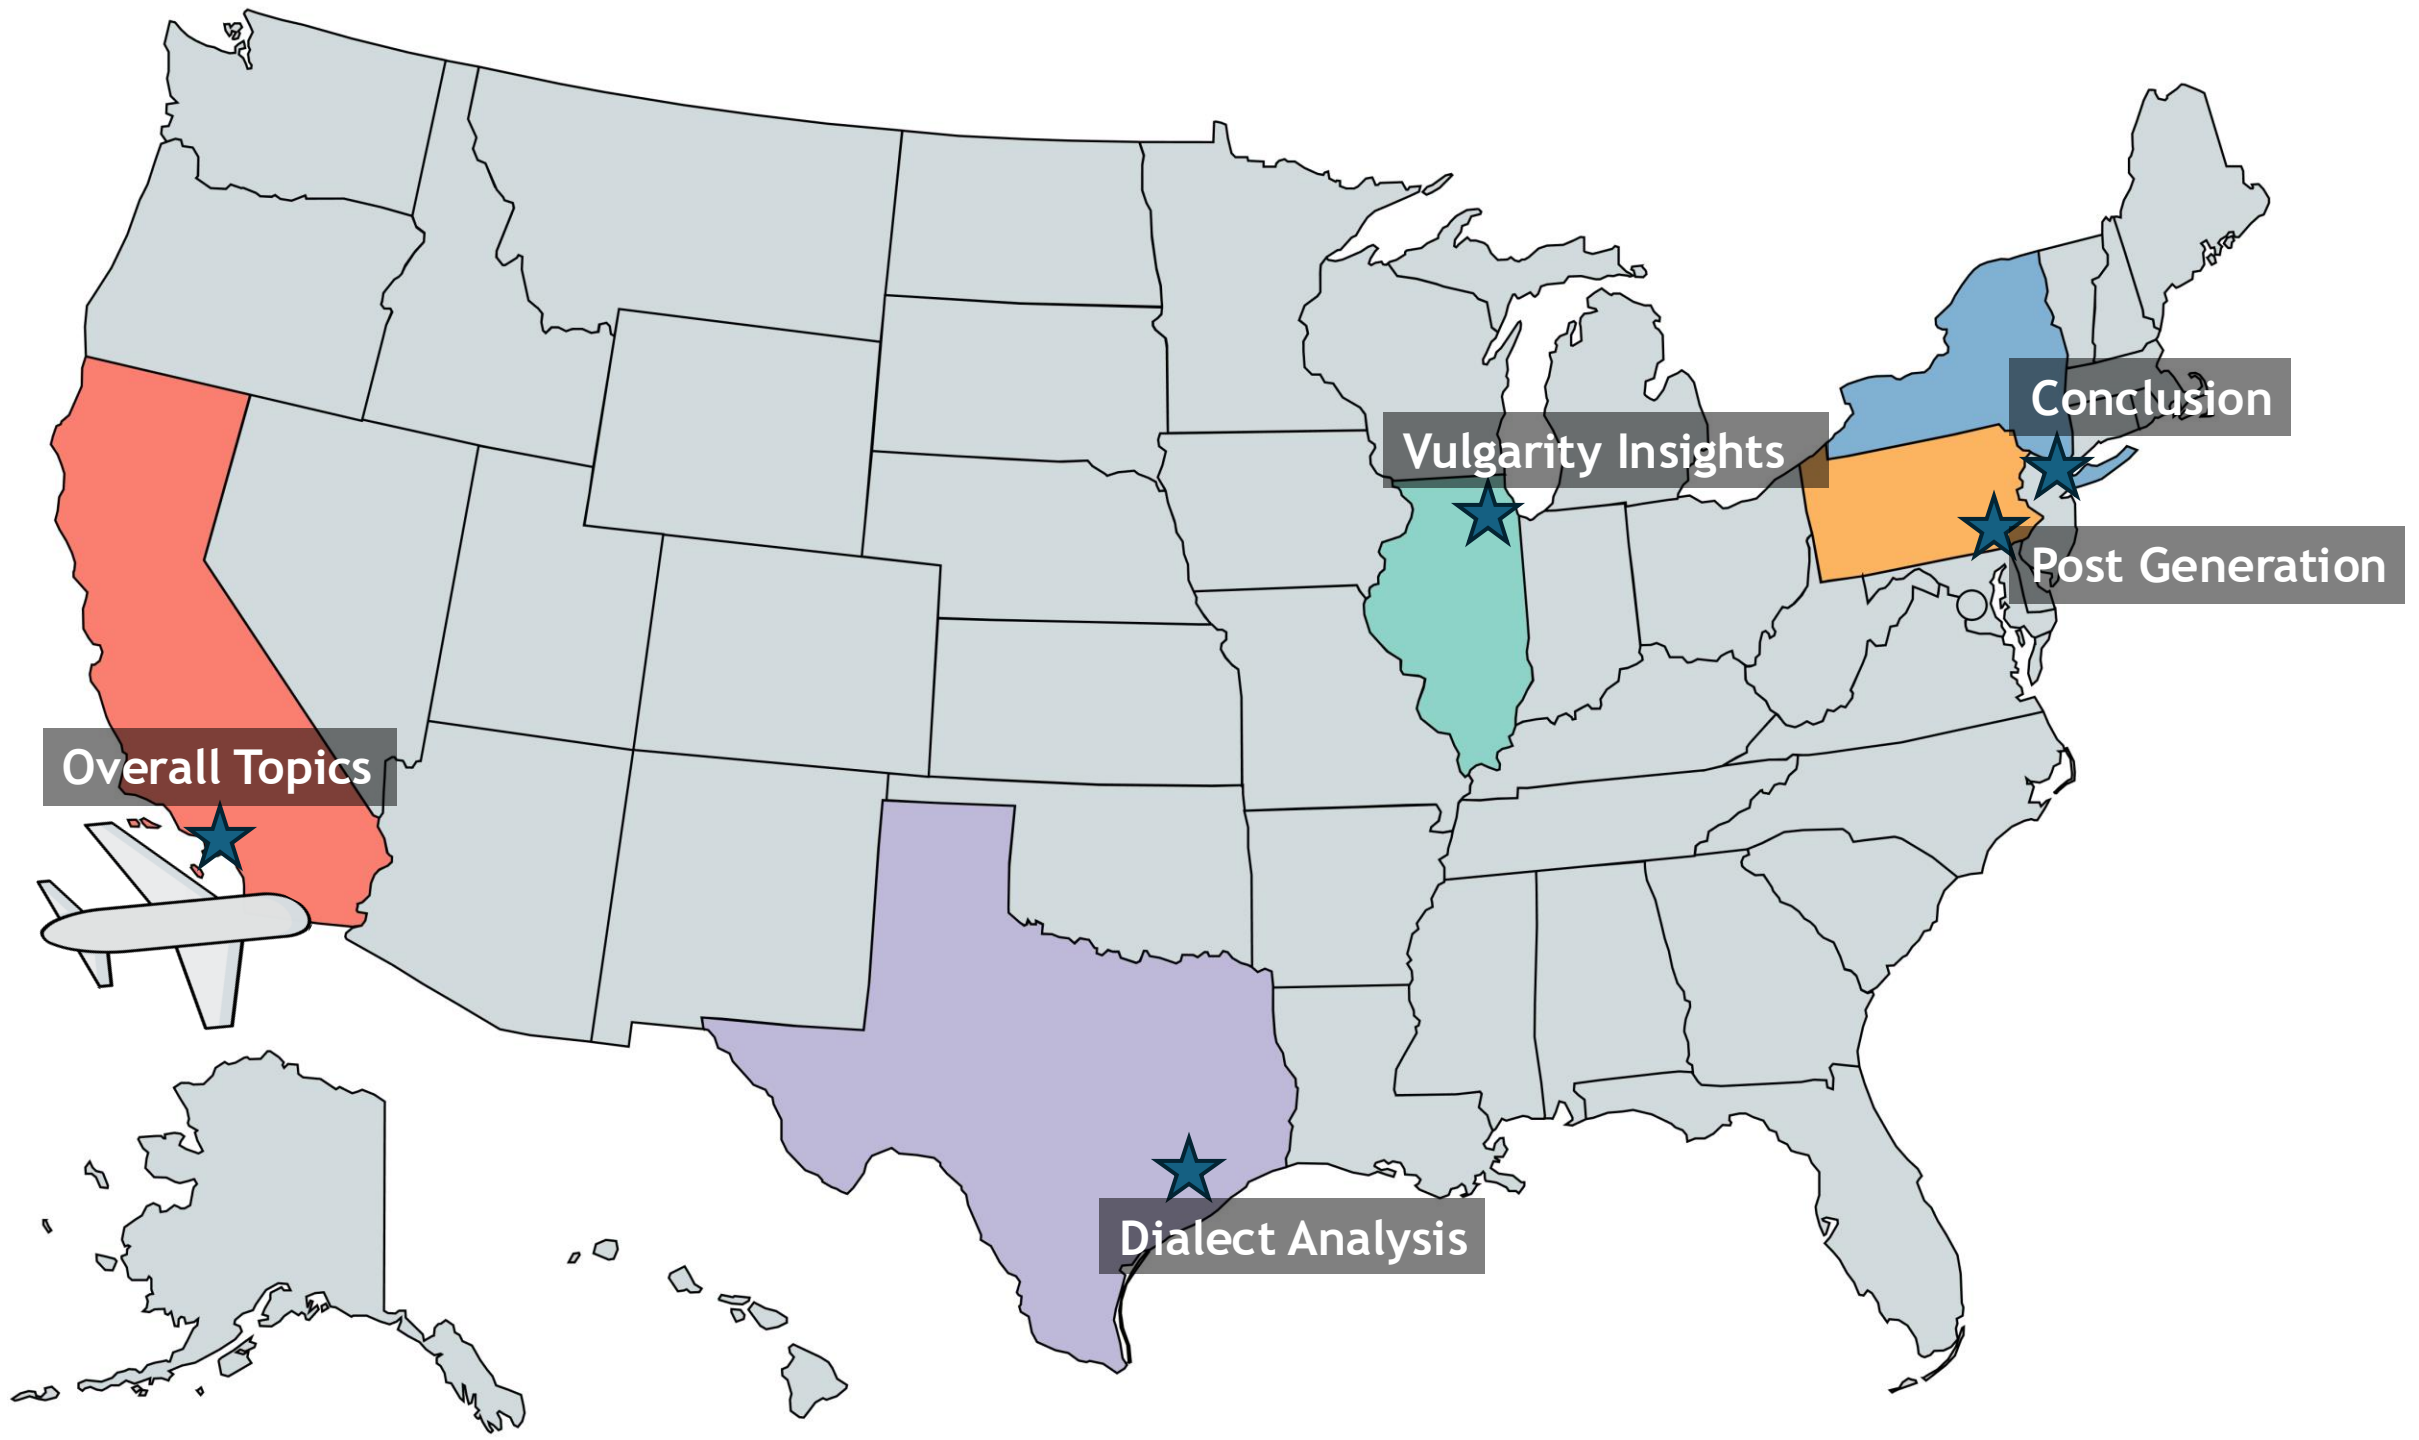 Conclusion
Vulgarity Insights
Post Generation
Overall Topics
Dialect Analysis